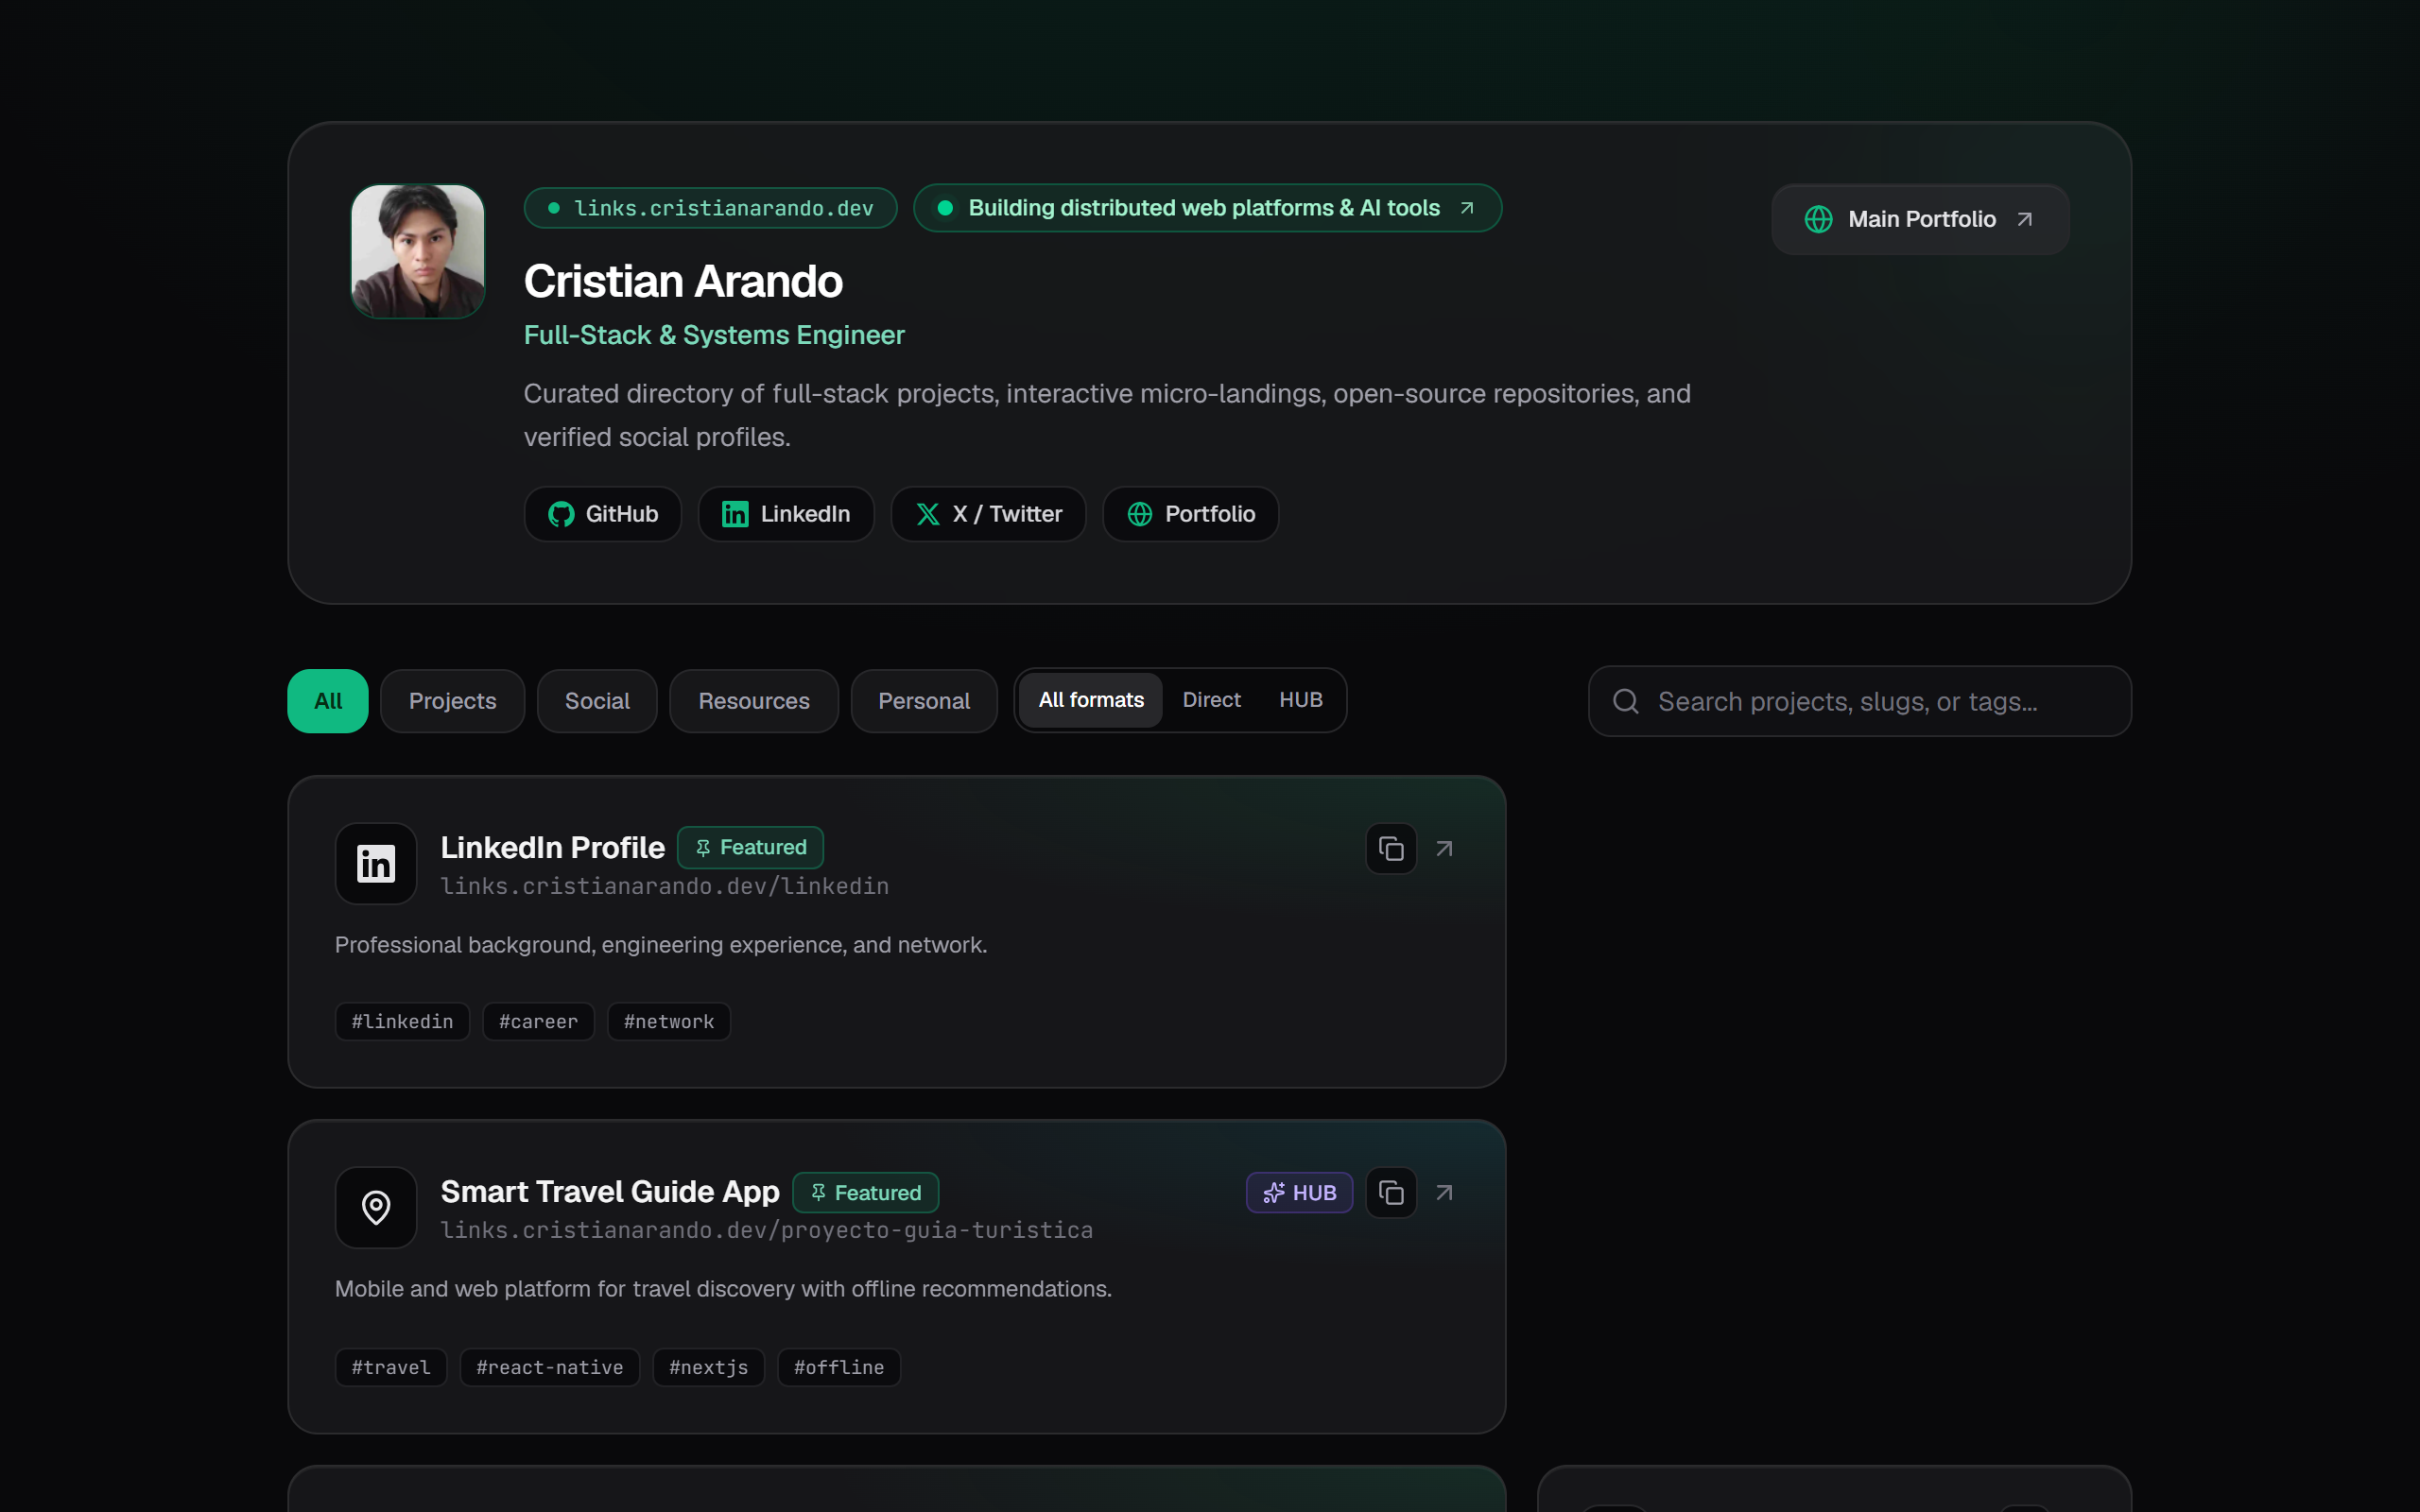 links.cristianarando.dev
Building distributed web platforms & AI tools
Main Portfolio
Cristian Arando
Full-Stack & Systems Engineer
Curated directory of full-stack projects, interactive micro-landings, open-source repositories, and
verified social profiles.
GitHub
LinkedIn
X / Twitter
Portfolio
All
Projects
Social
Resources
Personal
All formats
Direct
HUB
Search projects, slugs, or tags...
LinkedIn Profile
Featured
links.cristianarando.dev/linkedin
Professional background, engineering experience, and network.
#linkedin
#career
#network
Smart Travel Guide App
Featured
HUB
links.cristianarando.dev/proyecto-guia-turistica
Mobile and web platform for travel discovery with offline recommendations.
#travel
#react-native
#nextjs
#offline